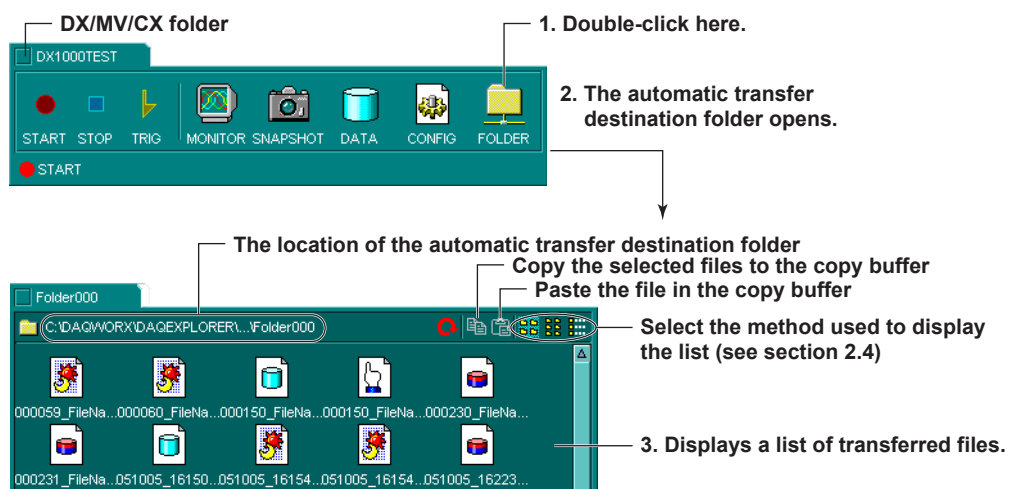 DX/MV/CX folder
1. Double-click here.
DX1000TEST
2. The automatic transfer
destination folder opens.
START STOP TRIG MONITOR SNAPSHOT DATA CONFIG FOLDER
START
The location of the automatic transfer destination folder
Copy the selected files to the copy buffer
Paste the file in the copy buffer
Folder000
C:\DAQWORX\DAQEXPLORER\...\Folder000
Select the method used to display
the list (see section 2.4)
000059_FileNa...000060_FileNa...000150_FileNa...000150_FileNa...000230_FileNa...
3. Displays a list of transferred files.
000231_FileNa...051005_16150...051005_16154...051005_16154...051005_16223...